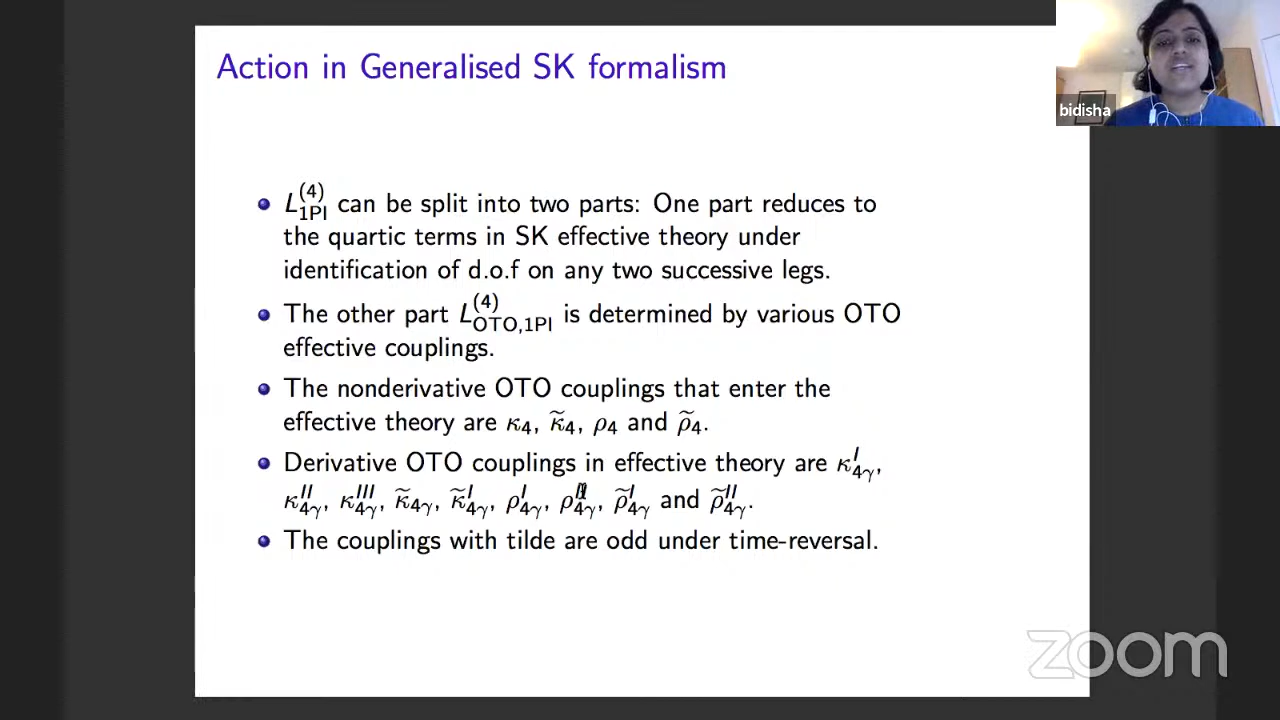 Action in Generalised SK formalism
bidisha
L^{(4)}_{1PI} can be split into two parts: One part reduces to
the quartic terms in SK effective theory under
identification of d.o.f on any two successive legs.
The other part L^{(4)}_{OTO,1PI} is determined by various OTO
effective couplings.
The nonderivative OTO couplings that enter the
effective theory are κ₄, κ̃₄, ρ₄ and ρ̃₄.
Derivative OTO couplings in effective theory are κ^{I}_{4γ},
κ^{II}_{4γ}, κ^{III}_{4γ}, κ̃_{4γ}, κ̃^{I}_{4γ}, ρ^{I}_{4γ}, ρ^{II}_{4γ}, ρ̃^{I}_{4γ} and ρ̃^{II}_{4γ}.
The couplings with tilde are odd under time-reversal.
zoom